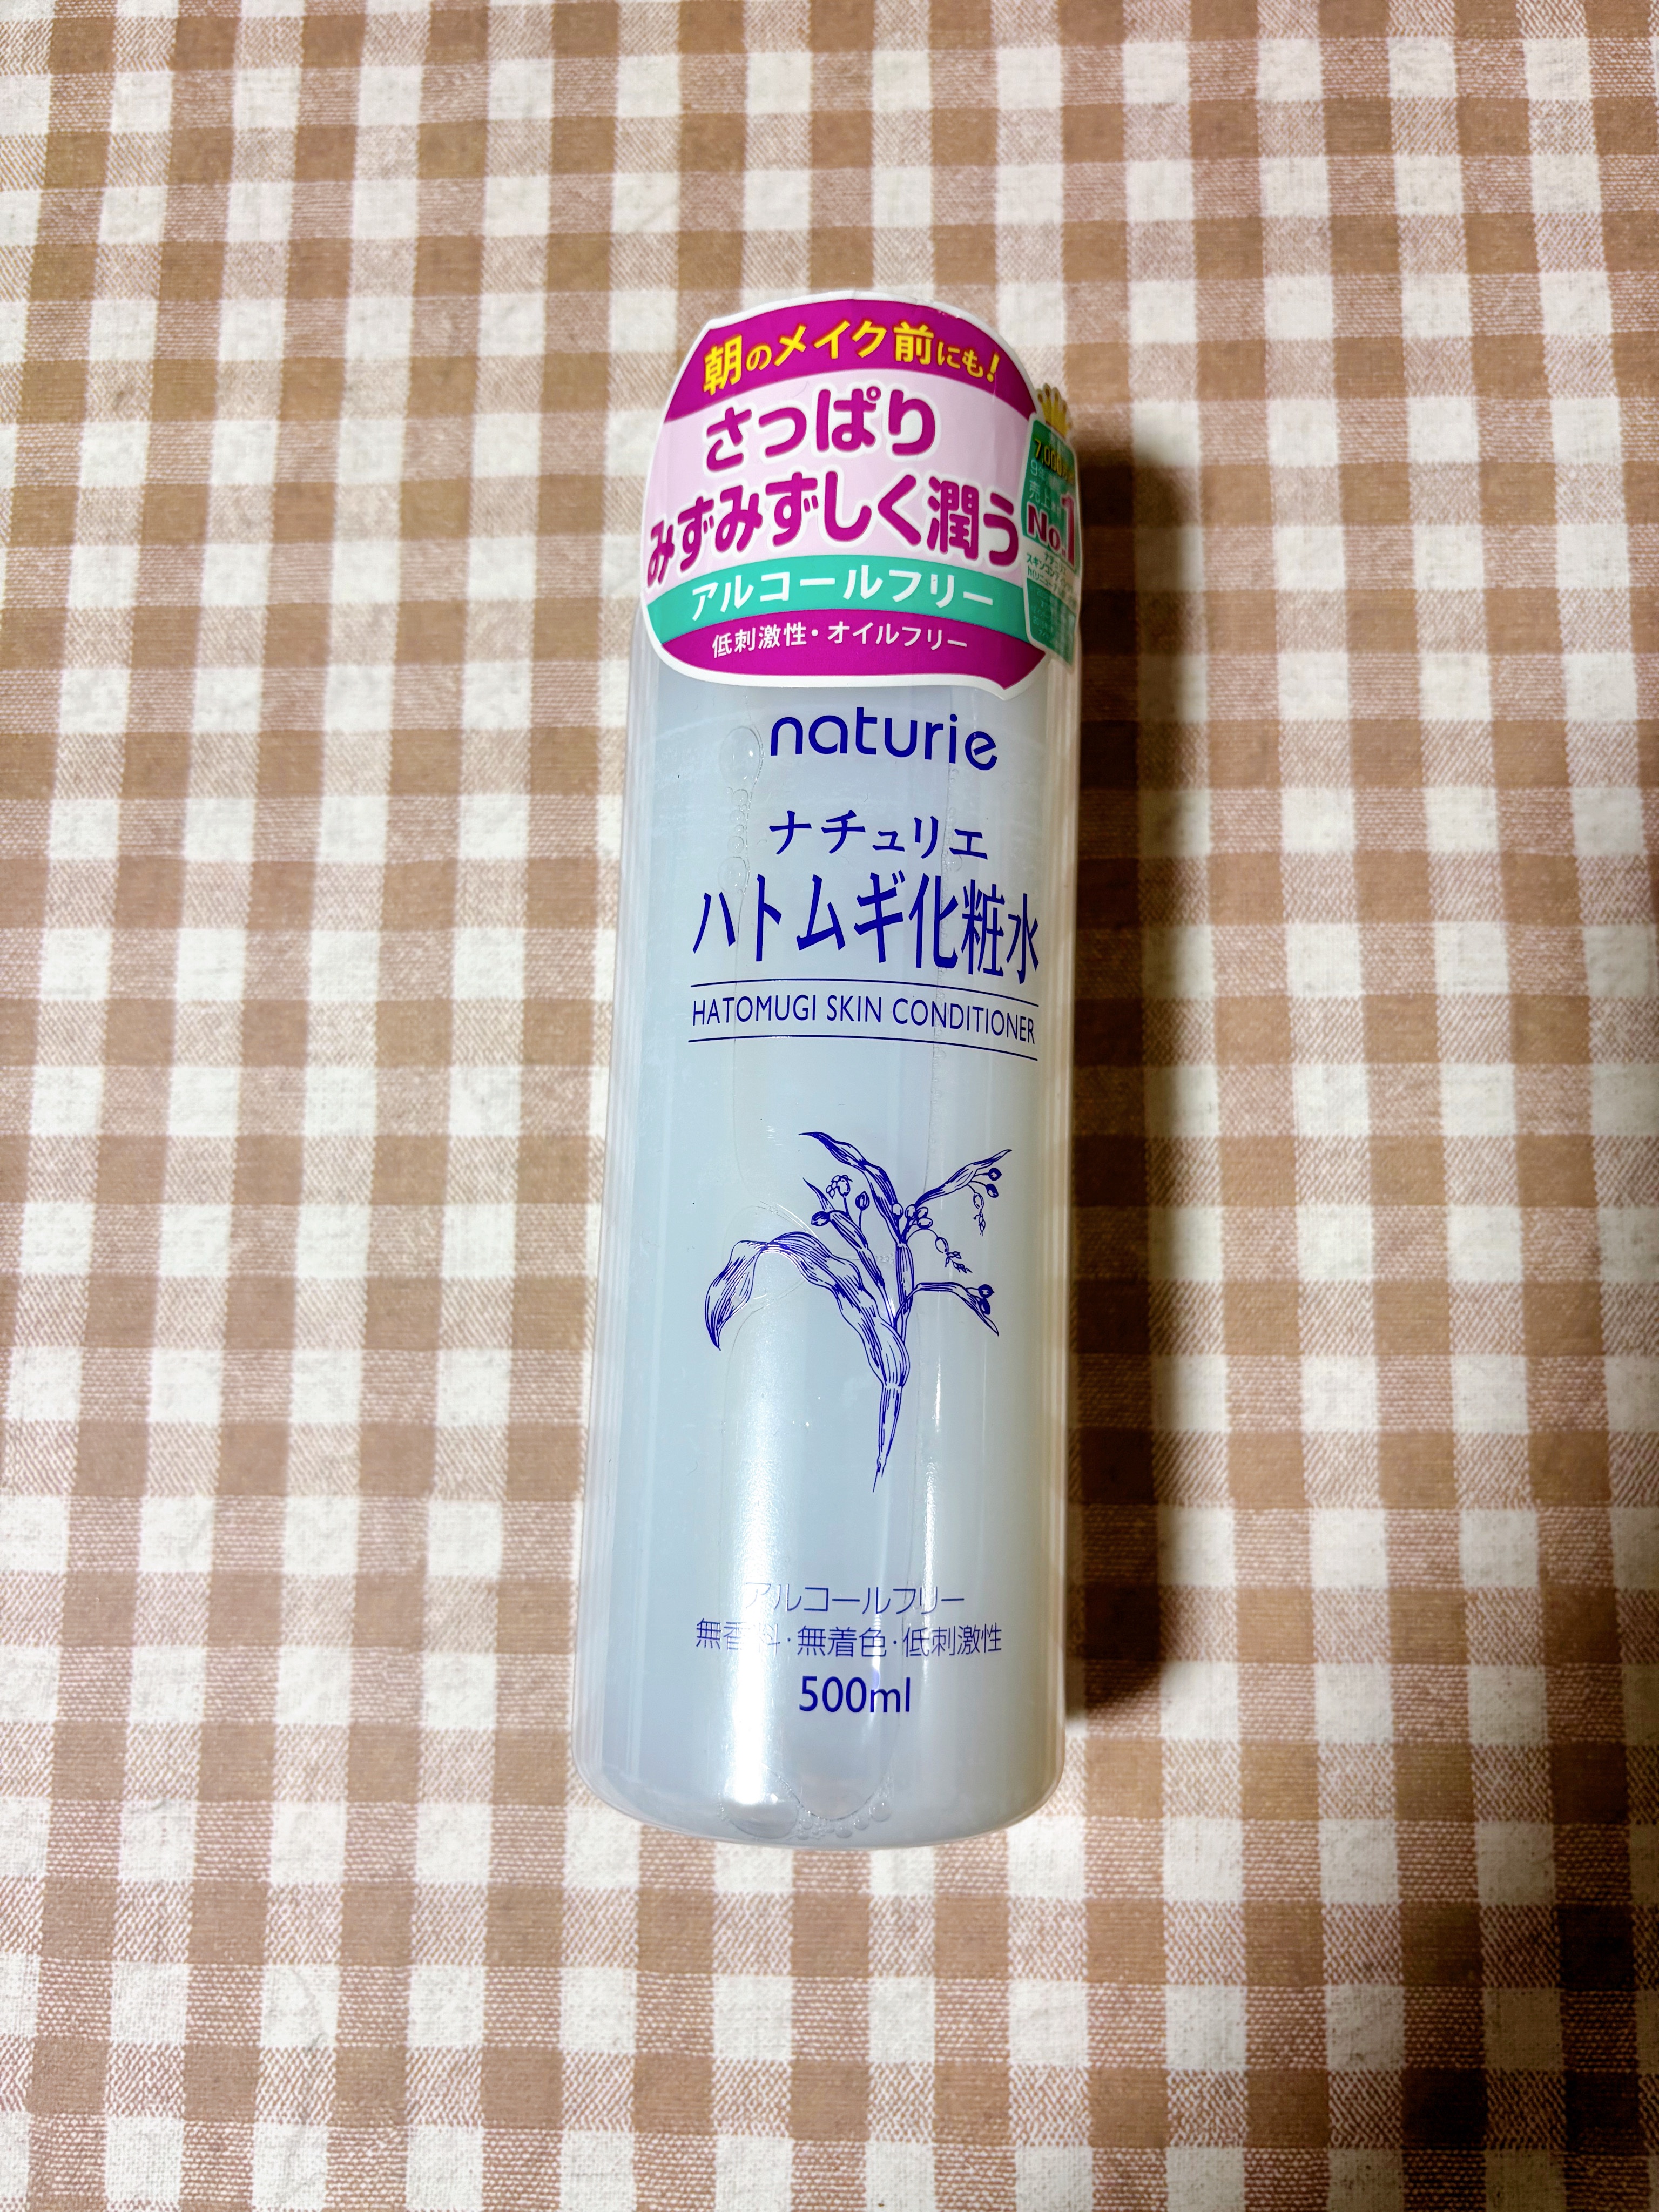 朝のメイク前にも!
さっぱり
みずみずしく潤う
アルコールフリー
低刺激性・オイルフリー
No.1
naturie
ナチュリエ
ハトムギ化粧水
HATOMUGI SKIN CONDITIONER
アルコールフリー
無香料・無着色・低刺激性
500ml